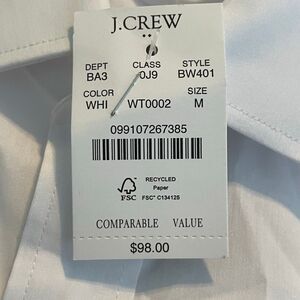 J.CREW
DEPT CLASS STYLE
BA3 0J9 BW401
COLOR SIZE
WHI WT0002 M
099107267385
RECYCLED
Paper
FSC
FSC® C134125
COMPARABLE VALUE
$98.00